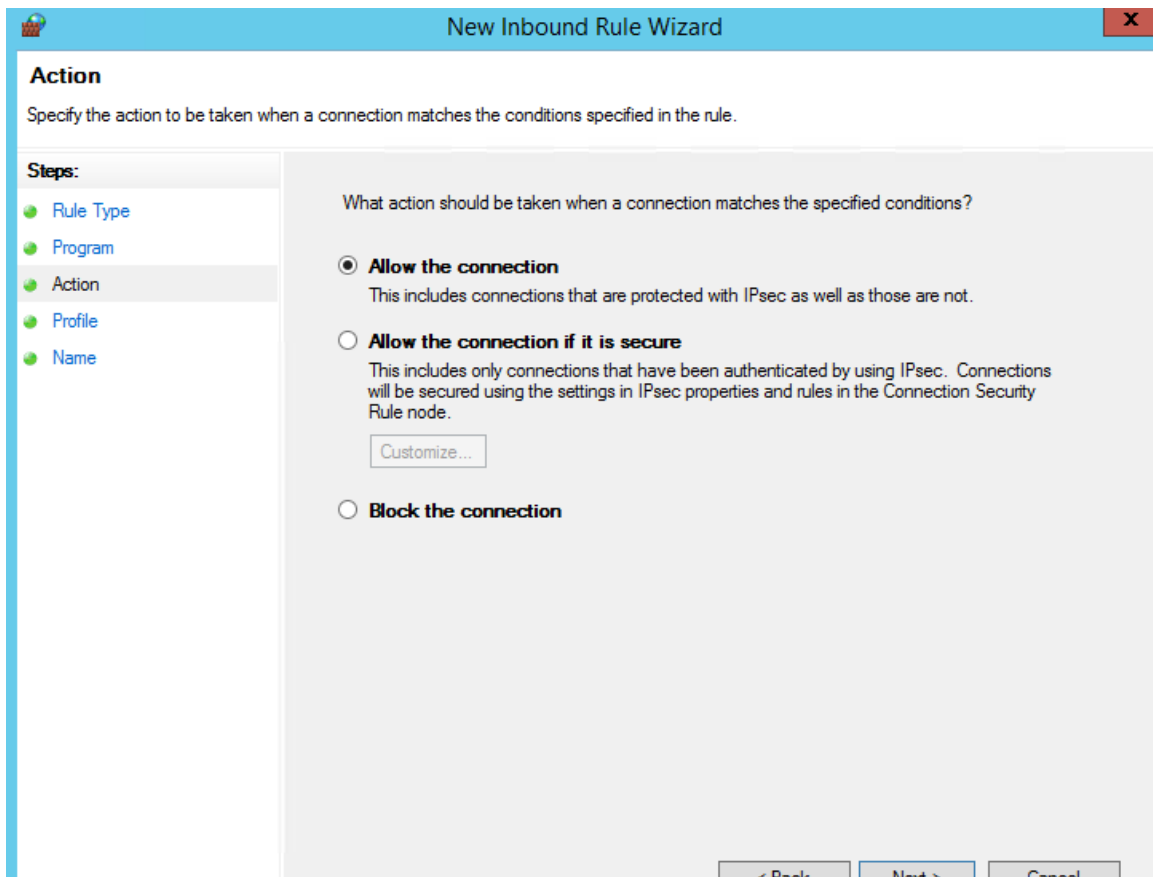 New Inbound Rule Wizard
X
Action
Specify the action to be taken when a connection matches the conditions specified in the rule.
Steps:
Rule Type
Program
Action
Profile
Name
What action should be taken when a connection matches the specified conditions?
Allow the connection
This includes connections that are protected with IPsec as well as those are not.
Allow the connection if it is secure
This includes only connections that have been authenticated by using IPsec. Connections
will be secured using the settings in IPsec properties and rules in the Connection Security
Rule node.
Customize...
Block the connection
< Back
Next >
Cancel